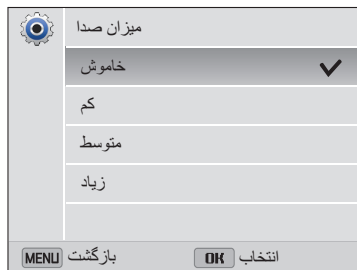 میزان صدا
خاموش
کم
متوسط
زیاد
انتخاب OK بازگشت MENU